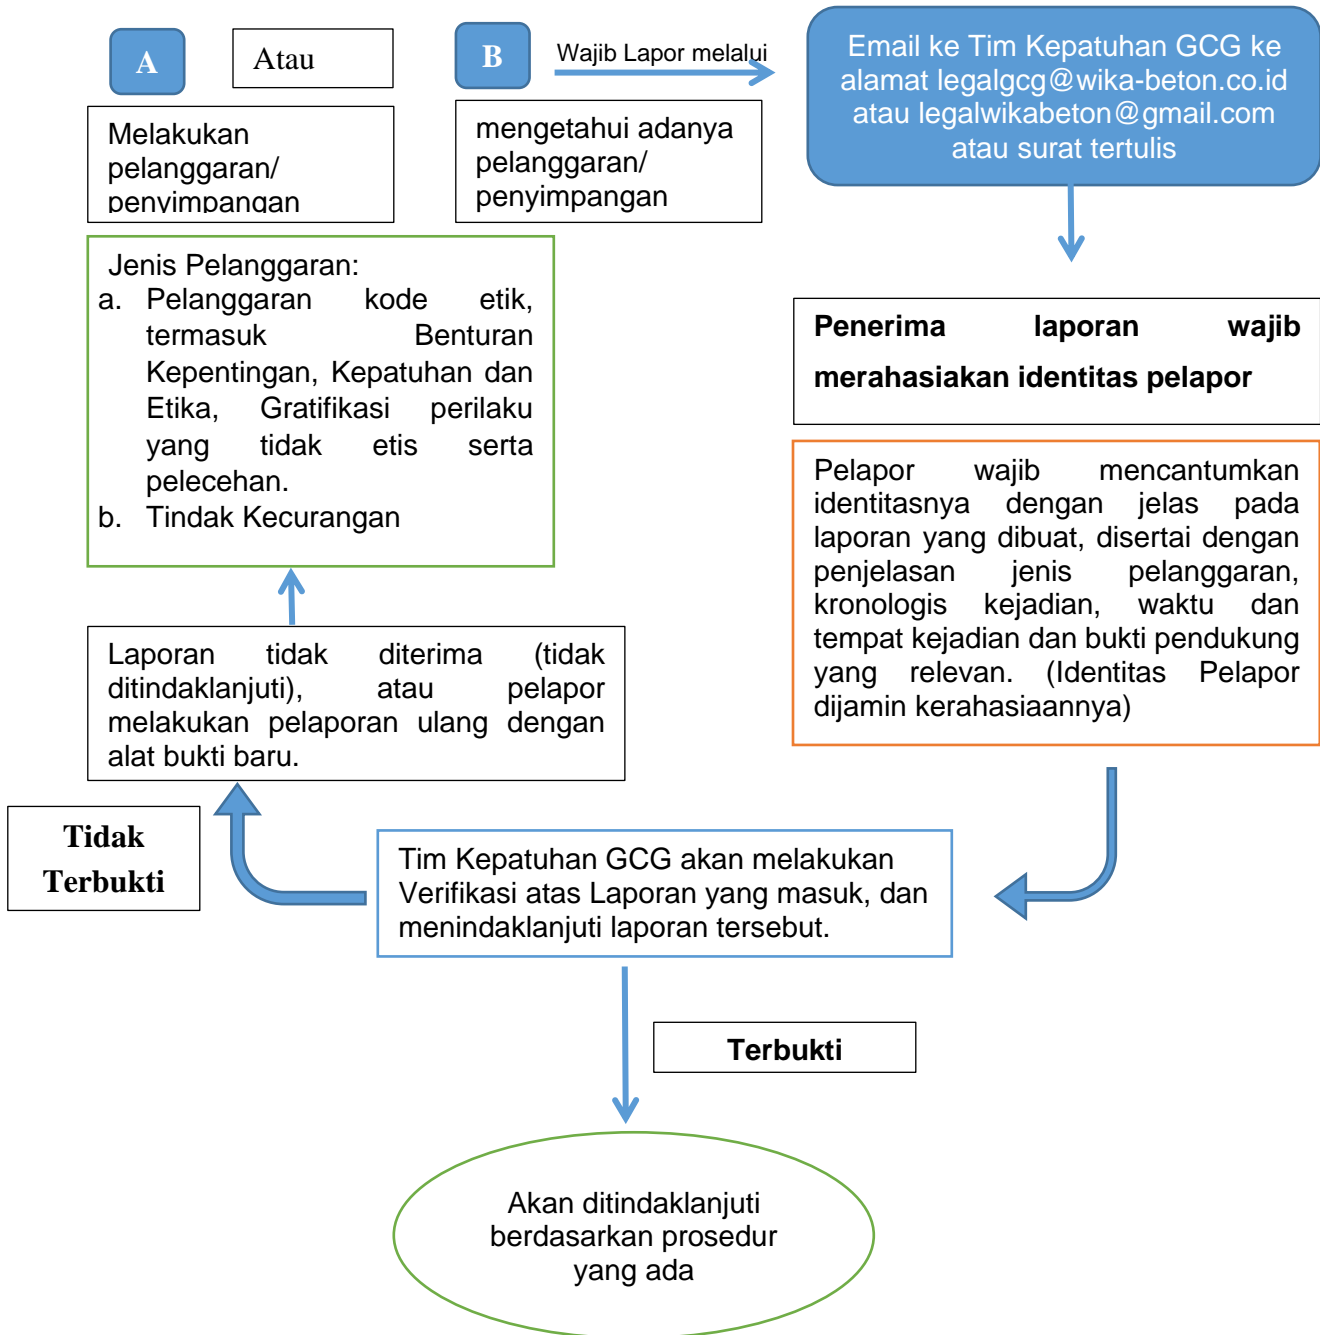 A
Atau
B
Wajib Lapor melalui
Email ke Tim Kepatuhan GCG ke
alamat legalgcg@wika-beton.co.id
atau legalwikabeton@gmail.com
atau surat tertulis
Melakukan
pelanggaran/
penyimpangan
mengetahui adanya
pelanggaran/
penyimpangan
Jenis Pelanggaran:
a. Pelanggaran kode etik,
termasuk Benturan
Kepentingan, Kepatuhan dan
Etika, Gratifikasi perilaku
yang tidak etis serta
pelecehan.
b. Tindak Kecurangan
Penerima laporan wajib
merahasiakan identitas pelapor
Pelapor wajib mencantumkan
identitasnya dengan jelas pada
laporan yang dibuat, disertai dengan
penjelasan jenis pelanggaran,
kronologis kejadian, waktu dan
tempat kejadian dan bukti pendukung
yang relevan. (Identitas Pelapor
dijamin kerahasiaannya)
Laporan tidak diterima (tidak
ditindaklanjuti), atau pelapor
melakukan pelaporan ulang dengan
alat bukti baru.
Tidak
Terbukti
Tim Kepatuhan GCG akan melakukan
Verifikasi atas Laporan yang masuk, dan
menindaklanjuti laporan tersebut.
Terbukti
Akan ditindaklanjuti
berdasarkan prosedur
yang ada